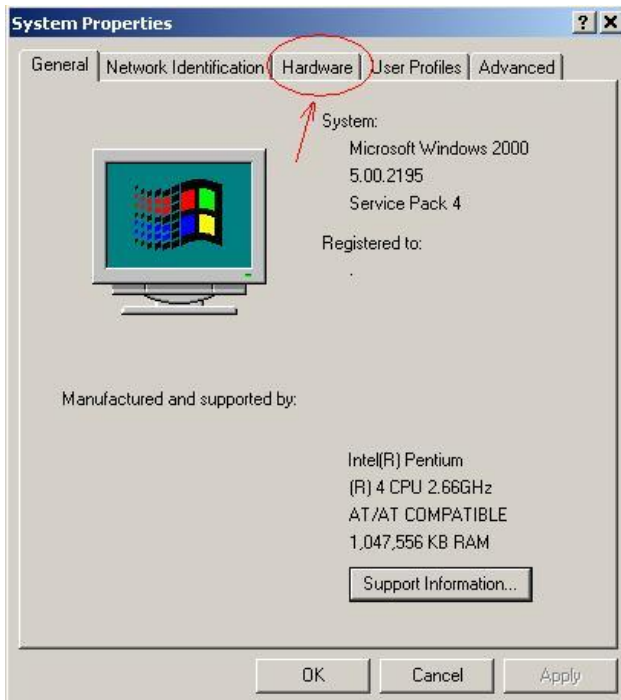 System Properties
General Network Identification Hardware User Profiles Advanced
System:
Microsoft Windows 2000
5.00.2195
Service Pack 4
Registered to:
.
Manufactured and supported by:
Intel(R) Pentium
(R) 4 CPU 2.66GHz
AT/AT COMPATIBLE
1,047,556 KB RAM
Support Information...
OK Cancel Apply